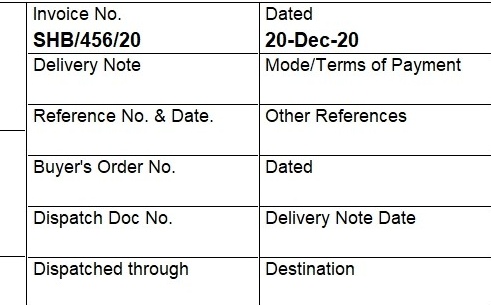 Invoice No.
Dated
SHB/456/20
20-Dec-20
Delivery Note
Mode/Terms of Payment
Reference No. & Date.
Other References
Buyer's Order No.
Dated
Dispatch Doc No.
Delivery Note Date
Dispatched through
Destination